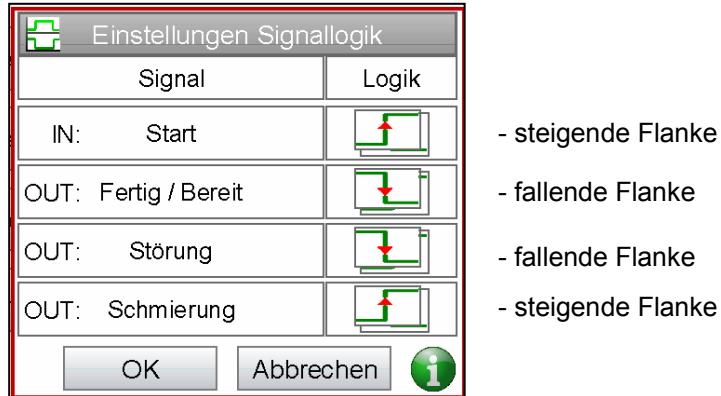 Einstellungen Signallogik
Signal Logik
IN: Start - steigende Flanke
OUT: Fertig / Bereit - fallende Flanke
OUT: Störung - fallende Flanke
OUT: Schmierung - steigende Flanke
OK Abbrechen i